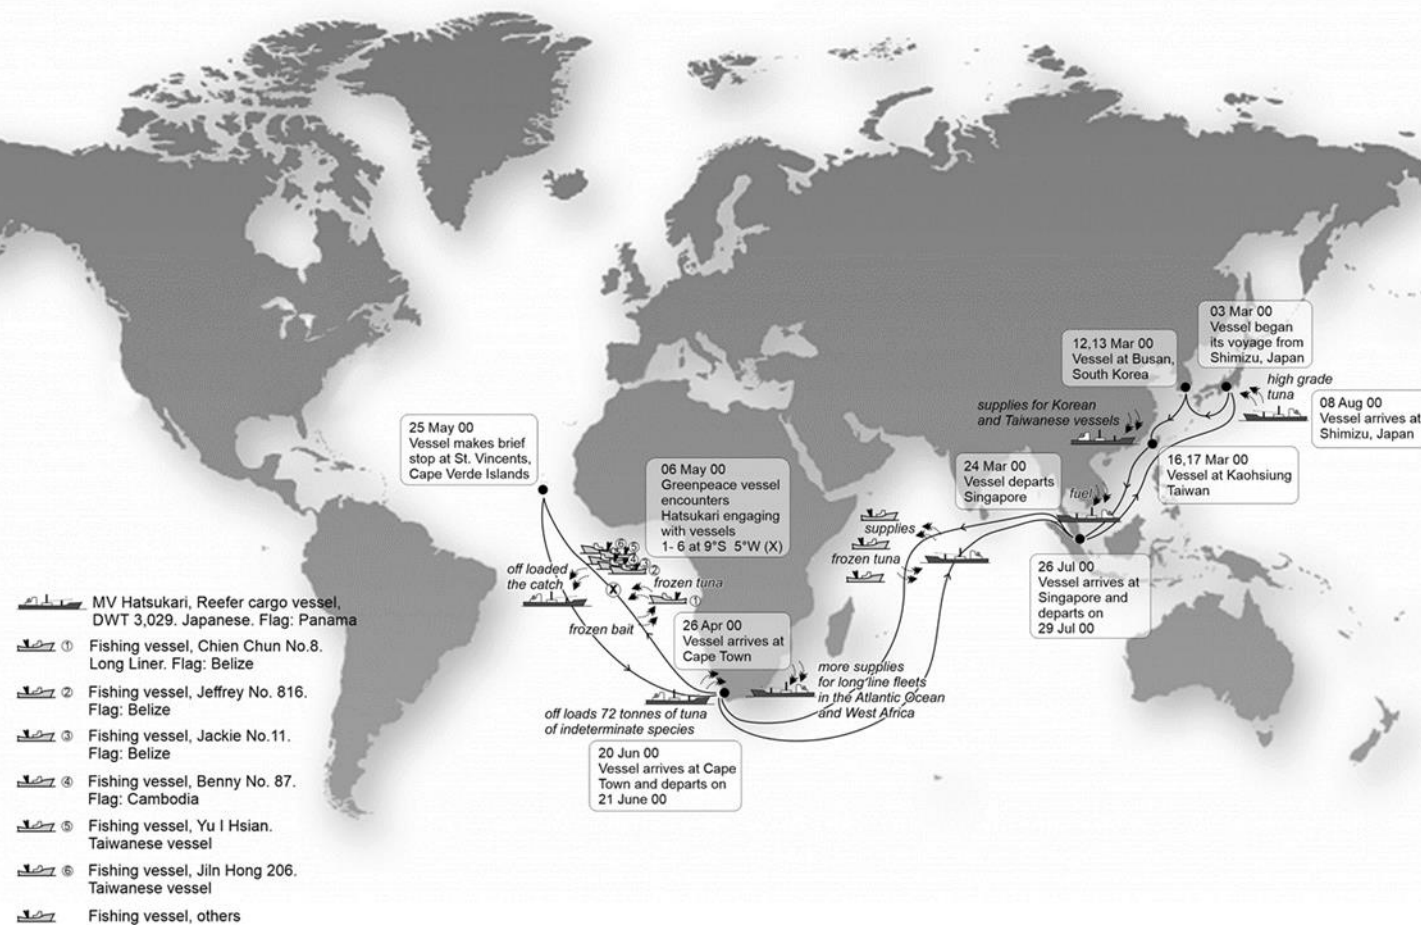 03 Mar 00
Vessel began
its voyage from
Shimizu, Japan
12,13 Mar 00
Vessel at Busan,
South Korea
high grade
tuna
08 Aug 00
Vessel arrives at
Shimizu, Japan
supplies for Korean
and Taiwanese vessels
25 May 00
Vessel makes brief
stop at St. Vincents,
Cape Verde Islands
06 May 00
Greenpeace vessel
encounters
Hatsukari engaging
with vessels
1- 6 at 9°S 5°W (X)
24 Mar 00
Vessel departs
Singapore
16,17 Mar 00
Vessel at Kaohsiung
Taiwan
fuel
supplies
frozen tuna
26 Jul 00
Vessel arrives at
Singapore and
departs on
29 Jul 00
⑥
⑤
④
③
②
off loaded
the catch
X
frozen tuna
①
frozen bait
26 Apr 00
Vessel arrives at
Cape Town
more supplies
for long line fleets
in the Atlantic Ocean
and West Africa
off loads 72 tonnes of tuna
of indeterminate species
20 Jun 00
Vessel arrives at Cape
Town and departs on
21 June 00
MV Hatsukari, Reefer cargo vessel,
DWT 3,029. Japanese. Flag: Panama
① Fishing vessel, Chien Chun No.8.
Long Liner. Flag: Belize
② Fishing vessel, Jeffrey No. 816.
Flag: Belize
③ Fishing vessel, Jackie No.11.
Flag: Belize
④ Fishing vessel, Benny No. 87.
Flag: Cambodia
⑤ Fishing vessel, Yu I Hsian.
Taiwanese vessel
⑥ Fishing vessel, Jiln Hong 206.
Taiwanese vessel
Fishing vessel, others